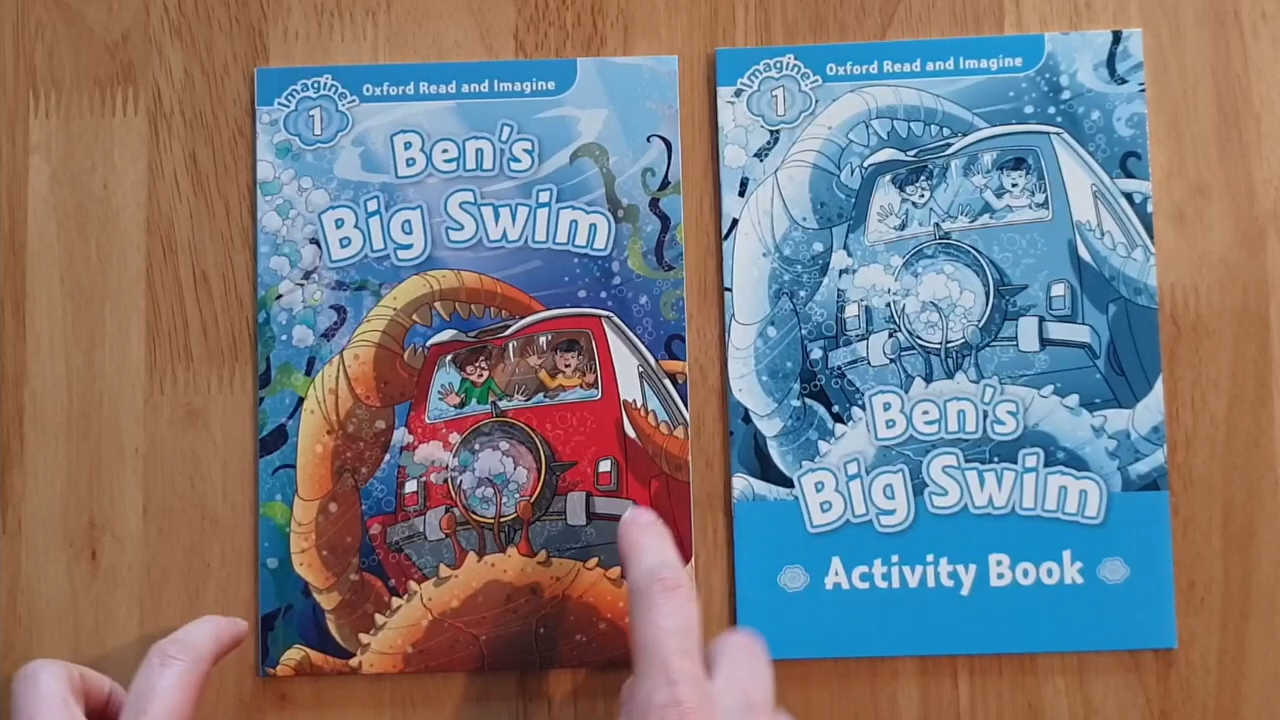 Imagine!
1
Oxford Read and Imagine
Ben's
Big Swim
Imagine!
1
Oxford Read and Imagine
Ben's
Big Swim
Activity Book